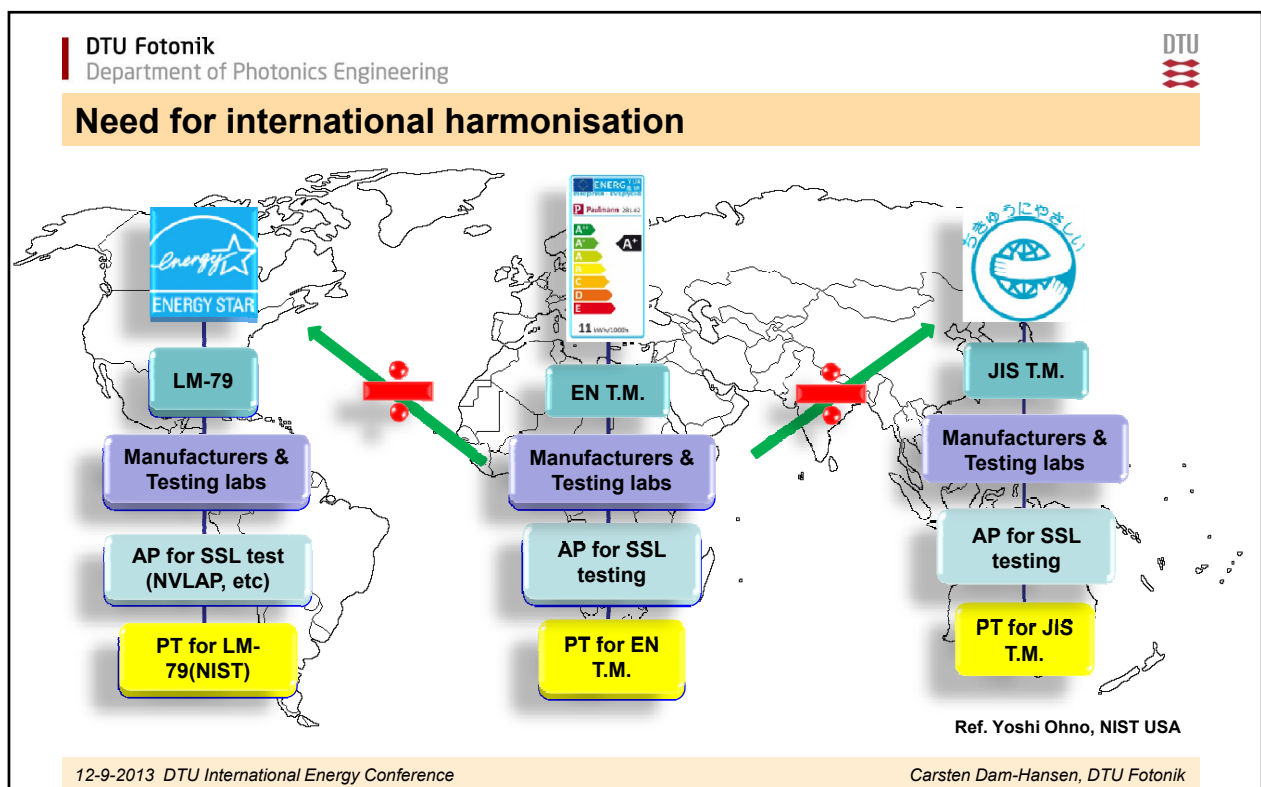 DTU Fotonik
Department of Photonics Engineering
DTU
Need for international harmonisation
energy
ENERGY STAR
LM-79
Manufacturers &
Testing labs
AP for SSL test
(NVLAP, etc)
PT for LM-
79(NIST)
ENERG
Paulmann 281.62
A++
A+
A
B
C
D
E
A+
11 kWh/1000h
EN T.M.
Manufacturers &
Testing labs
AP for SSL
testing
PT for EN
T.M.
ちきゅうにやさしい
JIS T.M.
Manufacturers &
Testing labs
AP for SSL
testing
PT for JIS
T.M.
Ref. Yoshi Ohno, NIST USA
12-9-2013 DTU International Energy Conference
Carsten Dam-Hansen, DTU Fotonik